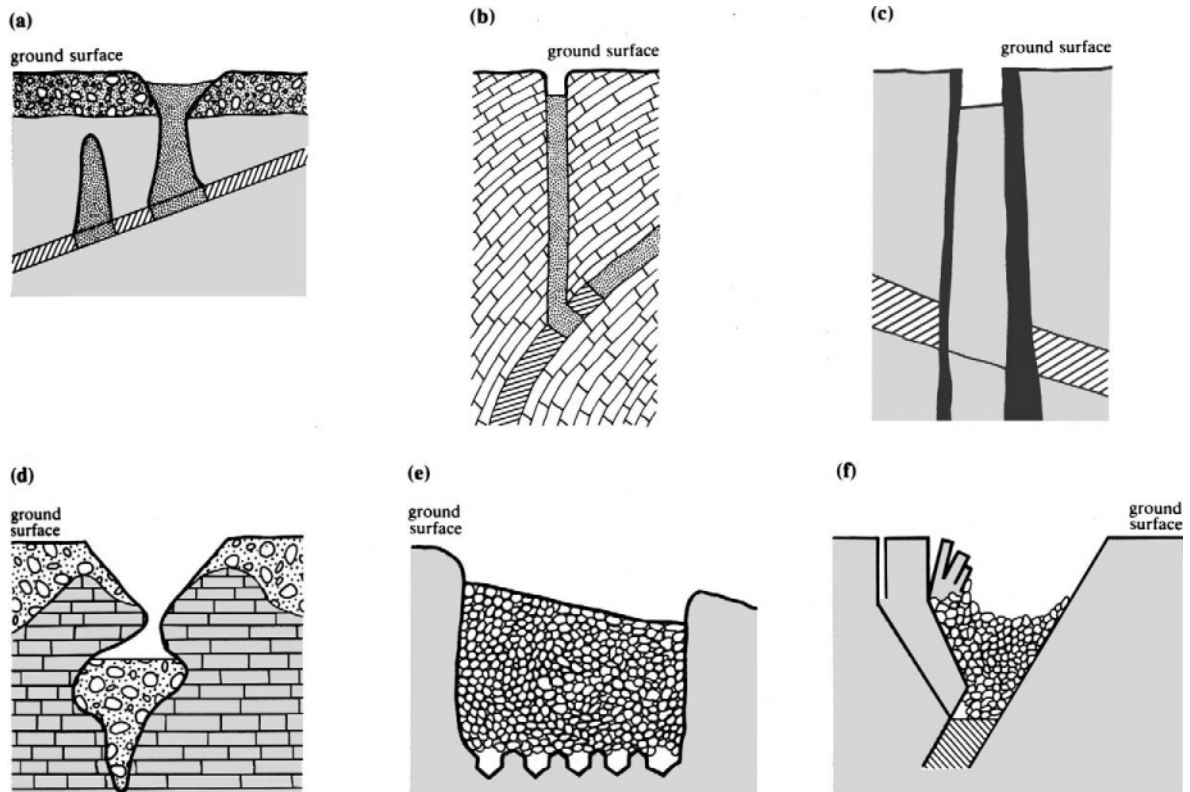 (a)
ground surface
(b)
ground surface
(c)
ground surface
(d)
ground
surface
(e)
ground
surface
(f)
ground
surface